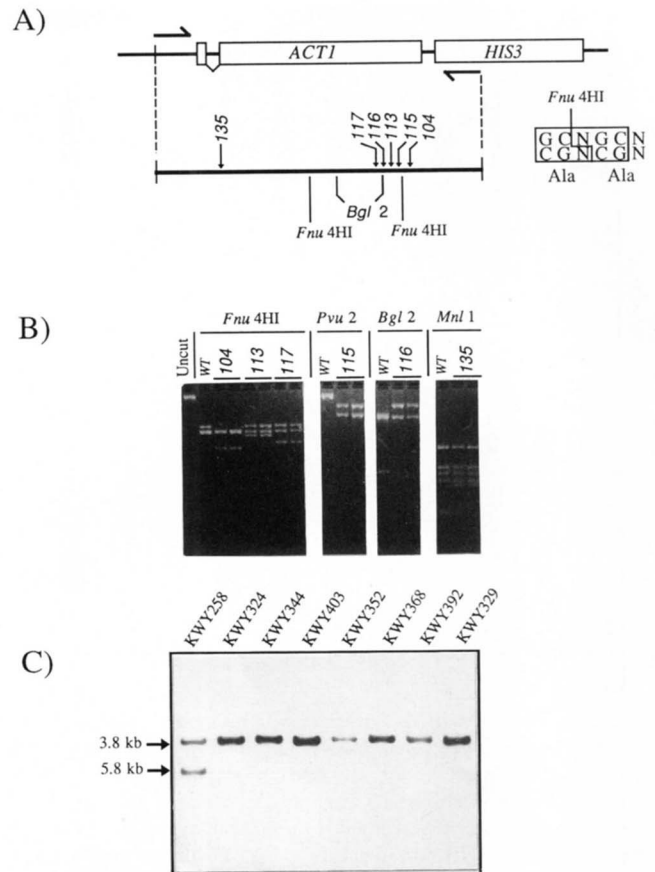 A)
ACT1 HIS3
135
117
116
113
115
104
Fnu 4HI
Bgl 2
Fnu 4HI Fnu 4HI
G C N G C N
C G N C G N
Ala Ala
B)
Fnu 4HI Pvu 2 Bgl 2 Mnl 1
Uncut WT 104 113 117 WT 115 WT 116 WT 135
KWY258 KWY324 KWY344 KWY403 KWY352 KWY368 KWY392 KWY329
C)
3.8 kb
5.8 kb